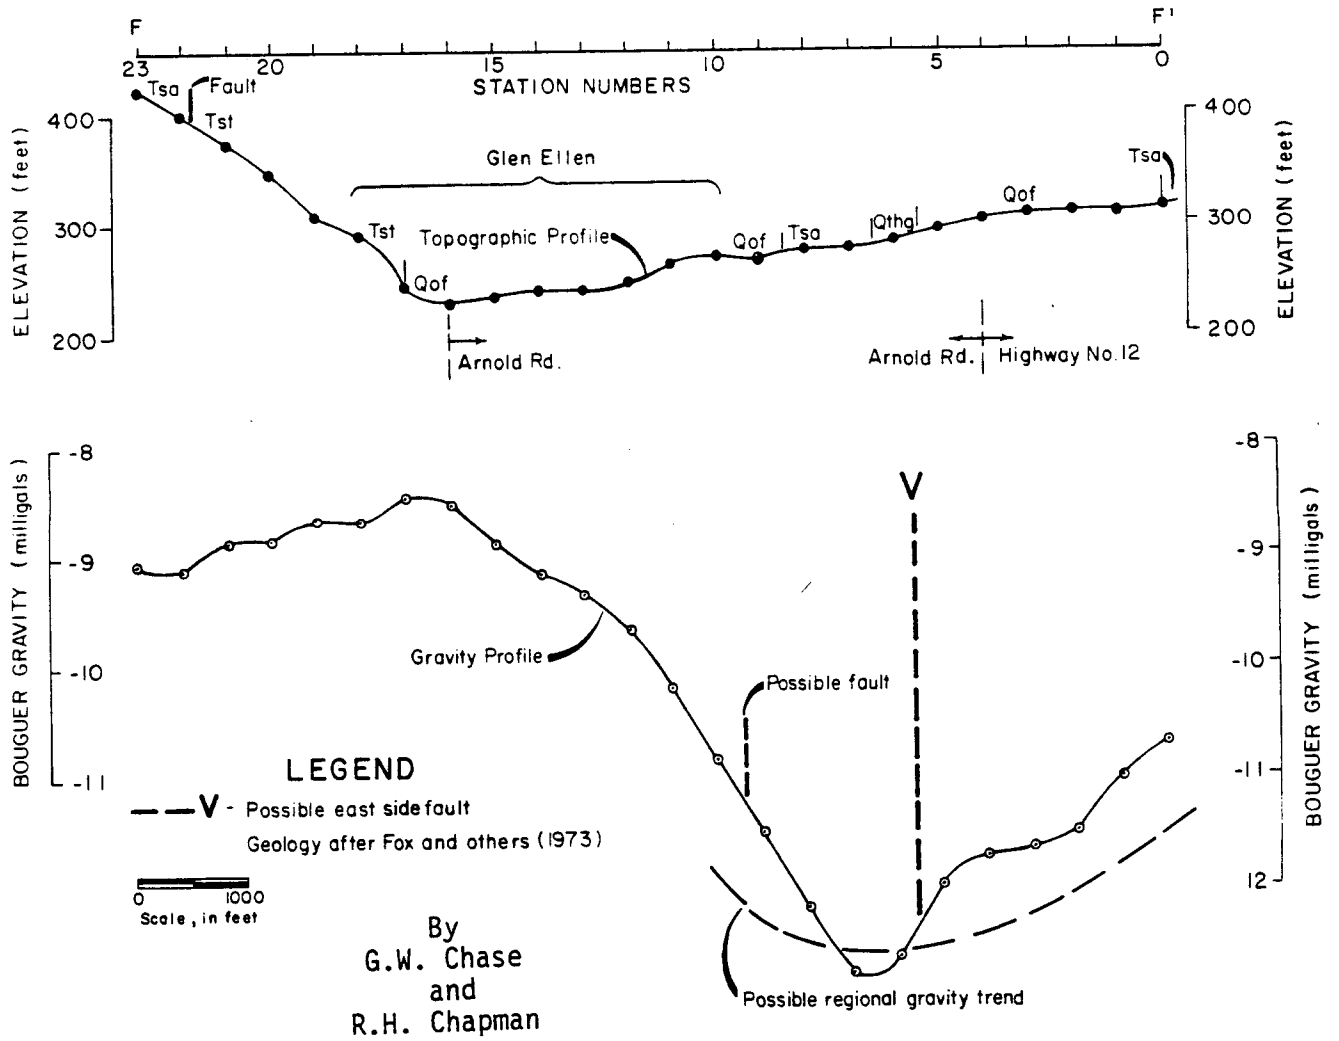 F F'
23 20 15 10 5 0
STATION NUMBERS
Tsa Fault
Tst
400
300
200
ELEVATION (feet)
Glen Ellen
Tst
Topographic Profile
Qof
Qof Tsa Qthg Qof
Tsa
400
300
200
ELEVATION (feet)
Arnold Rd.
Arnold Rd. Highway No. 12
-8
-9
-10
-11
BOUGUER GRAVITY (milligals)
V
-8
-9
-10
-11
12
BOUGUER GRAVITY (milligals)
Gravity Profile
Possible fault
LEGEND
V - Possible east side fault
Geology after Fox and others (1973)
0 1000
Scale, in feet
By
G.W. Chase
and
R.H. Chapman
Possible regional gravity trend